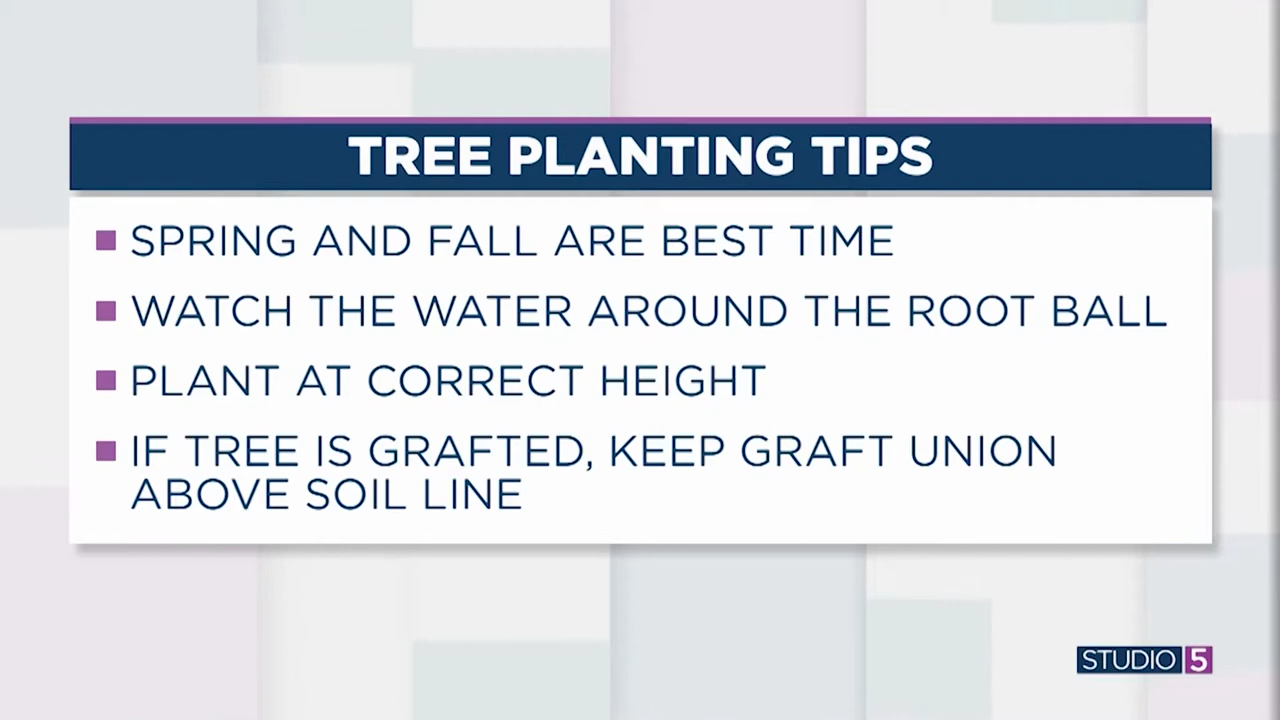 TREE PLANTING TIPS
SPRING AND FALL ARE BEST TIME
WATCH THE WATER AROUND THE ROOT BALL
PLANT AT CORRECT HEIGHT
IF TREE IS GRAFTED, KEEP GRAFT UNION
ABOVE SOIL LINE
STUDIO 5